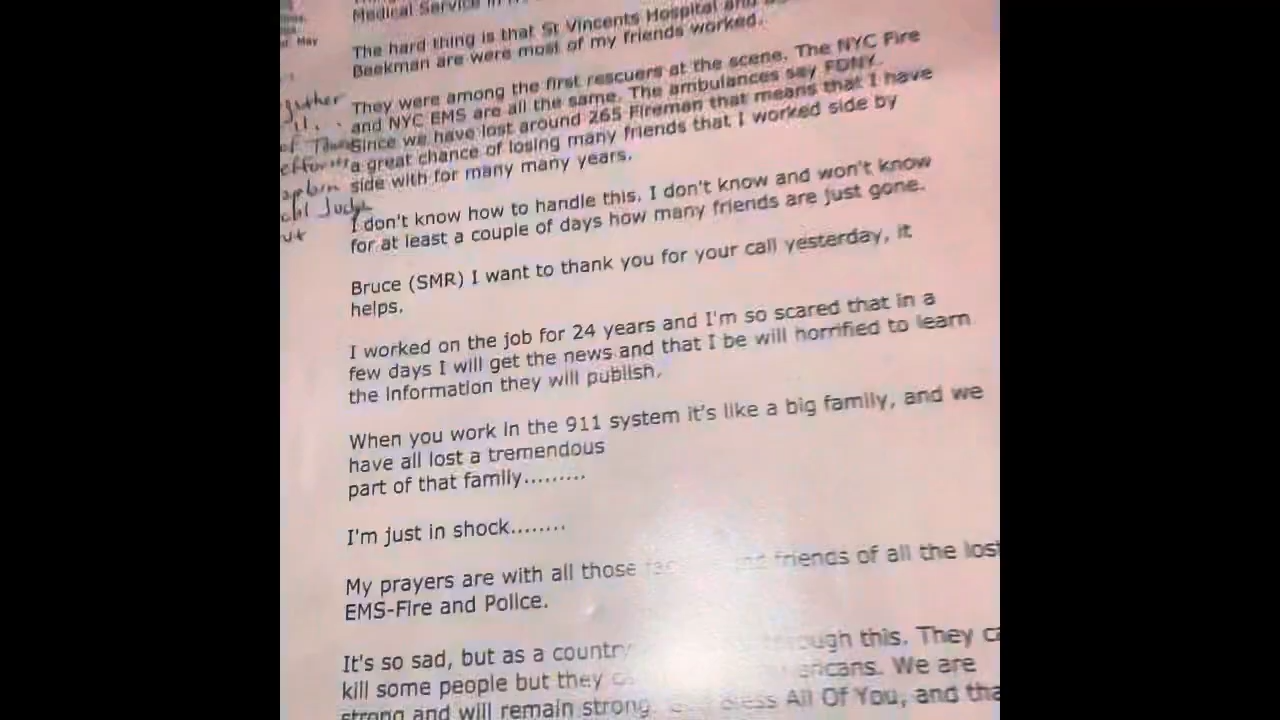 Medical Service in
May
The hard thing is that St Vincents Hospital and
Beekman are were most of my friends worked.
They were among the first rescuers at the scene, The NYC Fire
and NYC EMS are all the same. The ambulances say FDNY.
Since we have lost around 265 Fireman that means that I have
a great chance of losing many friends that I worked side by
side with for many many years.
I don't know how to handle this, I don't know and won't know
for at least a couple of days how many friends are just gone.
Bruce (SMR) I want to thank you for your call yesterday, it
helps,
I worked on the job for 24 years and I'm so scared that in a
few days I will get the news and that I be will horrified to learn
the information they will publish.
When you work in the 911 system it's like a big family, and we
have all lost a tremendous
part of that family.........
I'm just in shock........
My prayers are with all those friends of all the lost
EMS-Fire and Police.
It's so sad, but as a country through this. They
kill some people but they We are
strong and will remain strong. All Of You, and